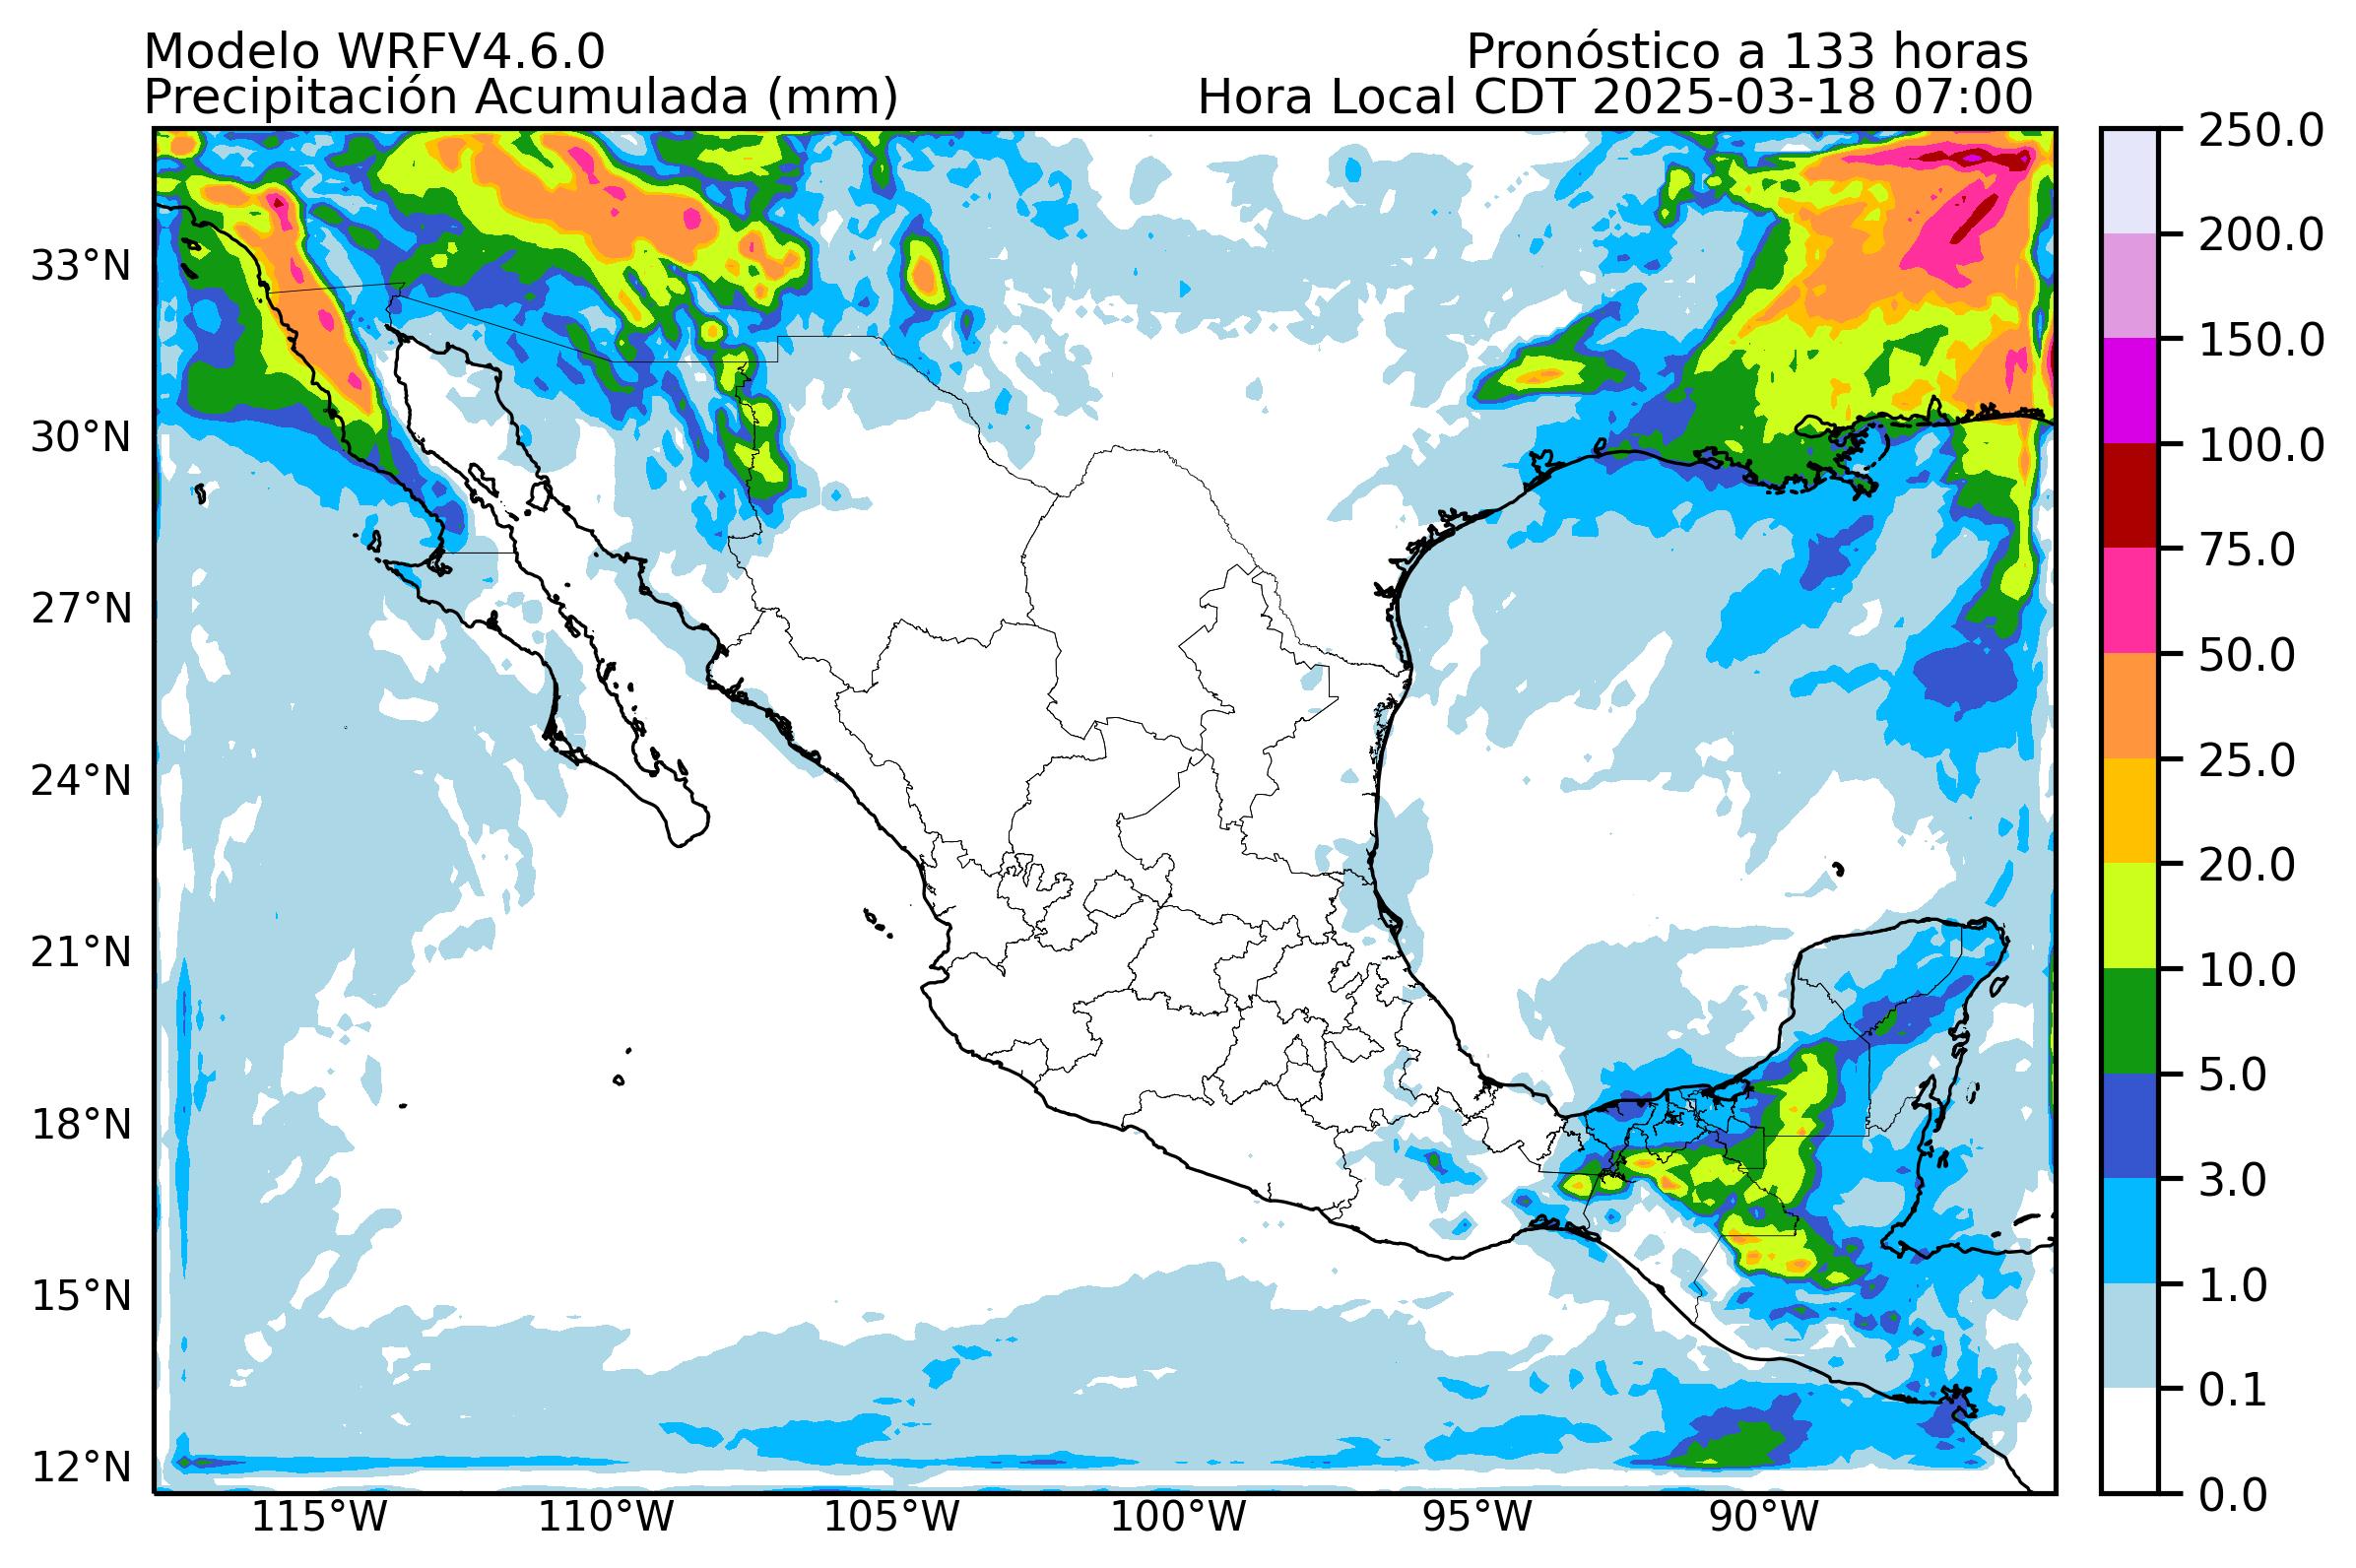 Modelo WRFV4.6.0
Pronóstico a 133 horas
Precipitación Acumulada (mm)
Hora Local CDT 2025-03-18 07:00
33°N
30°N
27°N
24°N
21°N
18°N
15°N
12°N
115°W
110°W
105°W
100°W
95°W
90°W
250.0
200.0
150.0
100.0
75.0
50.0
25.0
20.0
10.0
5.0
3.0
1.0
0.1
0.0